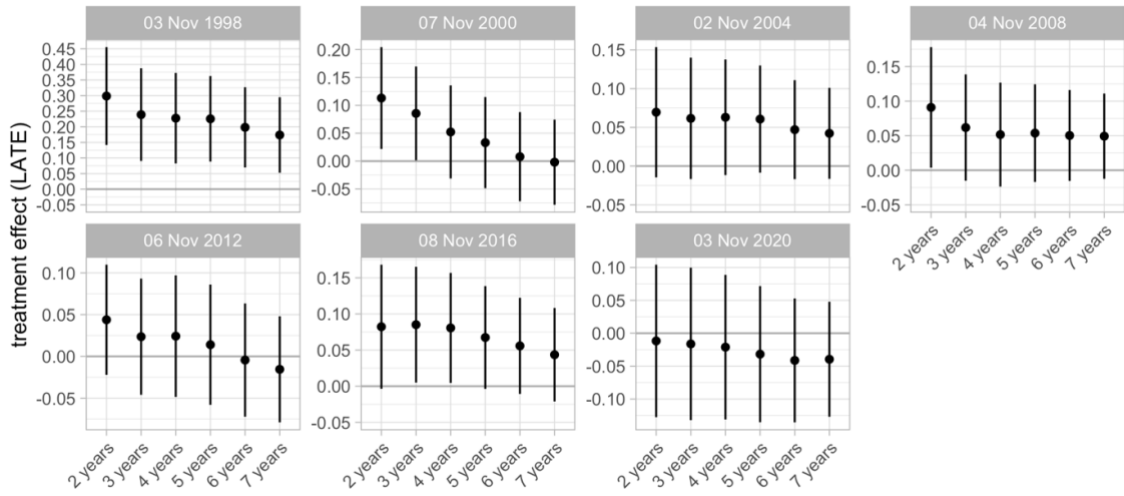 treatment effect (LATE)
03 Nov 1998
0.45
0.40
0.35
0.30
0.25
0.20
0.15
0.10
0.05
0.00
-0.05
07 Nov 2000
0.20
0.15
0.10
0.05
0.00
-0.05
02 Nov 2004
0.15
0.10
0.05
0.00
-0.05
04 Nov 2008
0.15
0.10
0.05
0.00
-0.05
2 years
3 years
4 years
5 years
6 years
7 years
06 Nov 2012
0.10
0.05
0.00
-0.05
2 years
3 years
4 years
5 years
6 years
7 years
08 Nov 2016
0.15
0.10
0.05
0.00
-0.05
2 years
3 years
4 years
5 years
6 years
7 years
03 Nov 2020
0.10
0.05
0.00
-0.05
-0.10
2 years
3 years
4 years
5 years
6 years
7 years